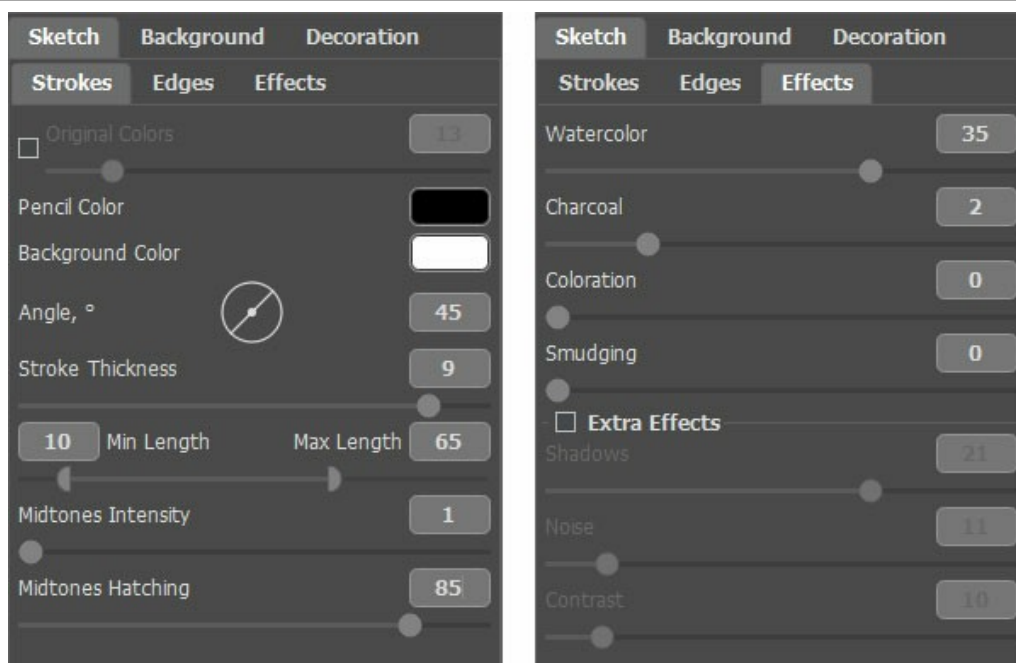 Sketch Background Decoration
Strokes Edges Effects
Original Colors 13
Pencil Color
Background Color
Angle, ° 45
Stroke Thickness 9
10 Min Length Max Length 65
Midtones Intensity 1
Midtones Hatching 85
Sketch Background Decoration
Strokes Edges Effects
Watercolor 35
Charcoal 2
Coloration 0
Smudging 0
Extra Effects
Shadows 21
Noise 11
Contrast 10